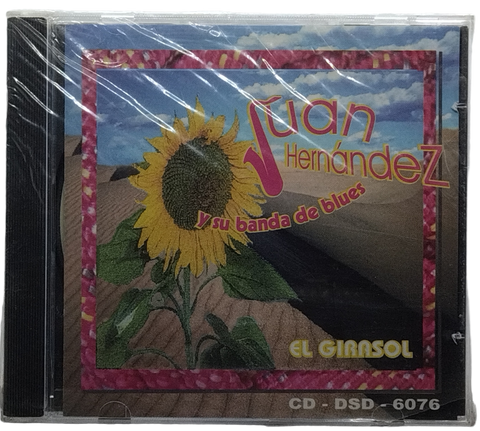 Juan
HernándeZ
y su banda de blues
EL GIRASOL
CD - DSD - 6076